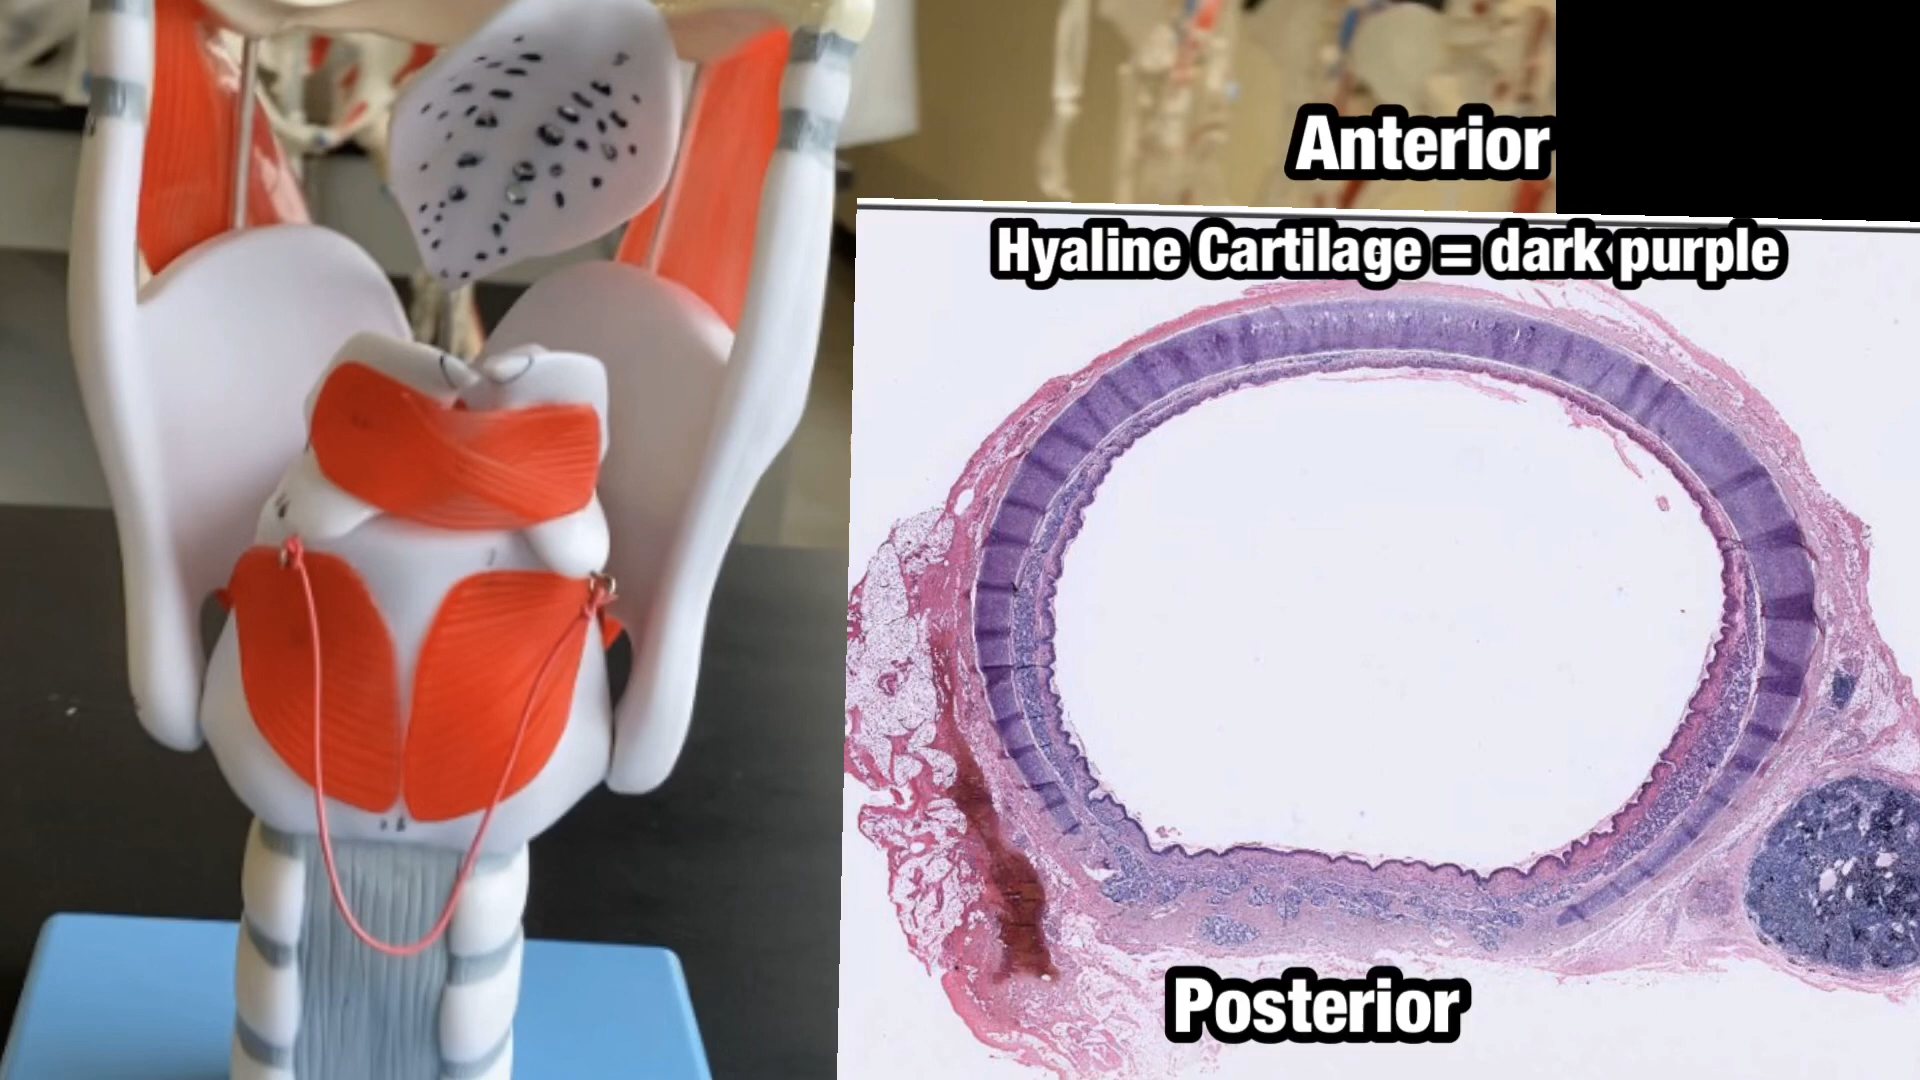 Anterior
Hyaline Cartilage = dark purple
Posterior